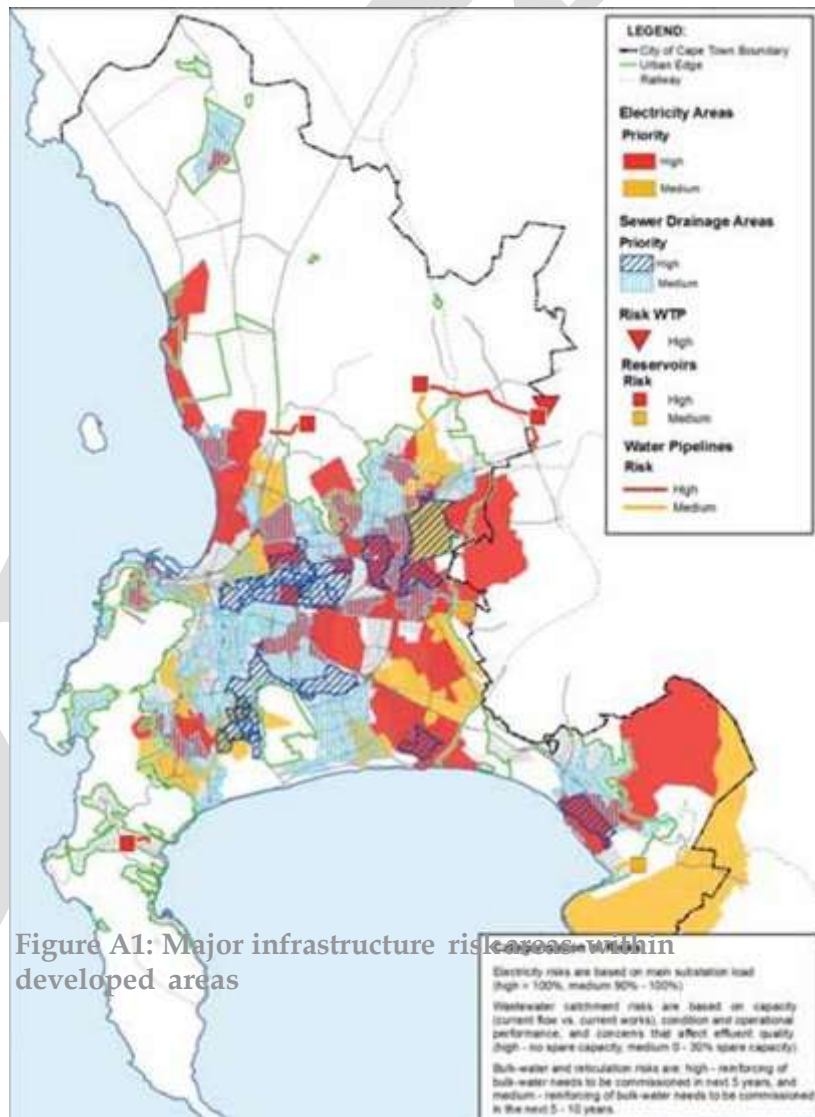 LEGEND:
City of Cape Town Boundary
Urban Edge
Railway
Electricity Areas
Priority
High
Medium
Sewer Drainage Areas
Priority
High
Medium
Risk WTP
High
Reservoirs
Risk
High
Medium
Water Pipelines
Risk
High
Medium
Figure A1: Major infrastructure risk areas within
developed areas
Electricity risks are based on main substation load
(high = 100%, medium 90% - 100%)
Wastewater catchment risks are based on capacity
(current flow vs. current works), condition and operational
performance, and concerns that affect effluent quality
(high - no spare capacity, medium 0 - 30% spare capacity)
Bulk-water and reticulation risks are: high - reinforcing of
bulk-water needs to be commissioned in next 5 years, and
medium - reinforcing of bulk-water needs to be commissioned
in the next 5 - 10 years.